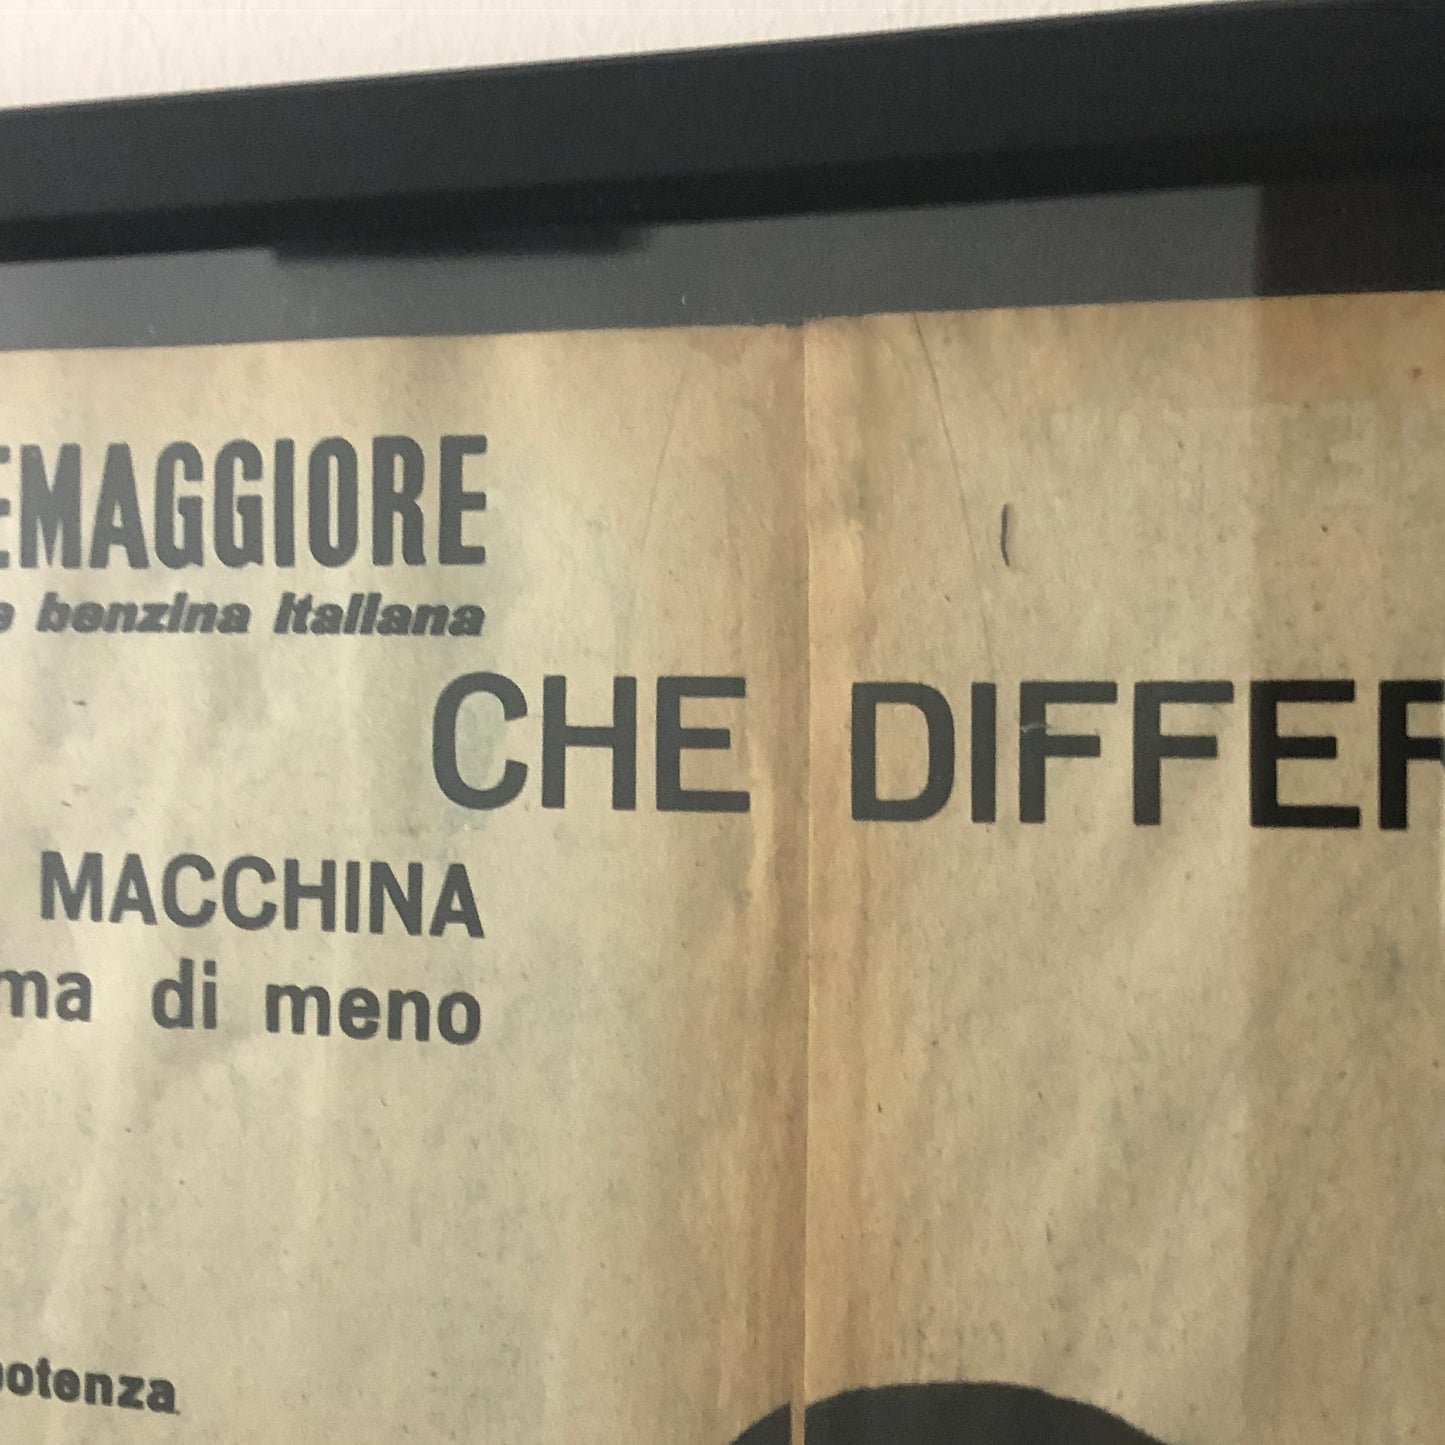 EMAGGIORE
benzina italiana
CHE DIFFER
MACCHINA
ma di meno
potenza